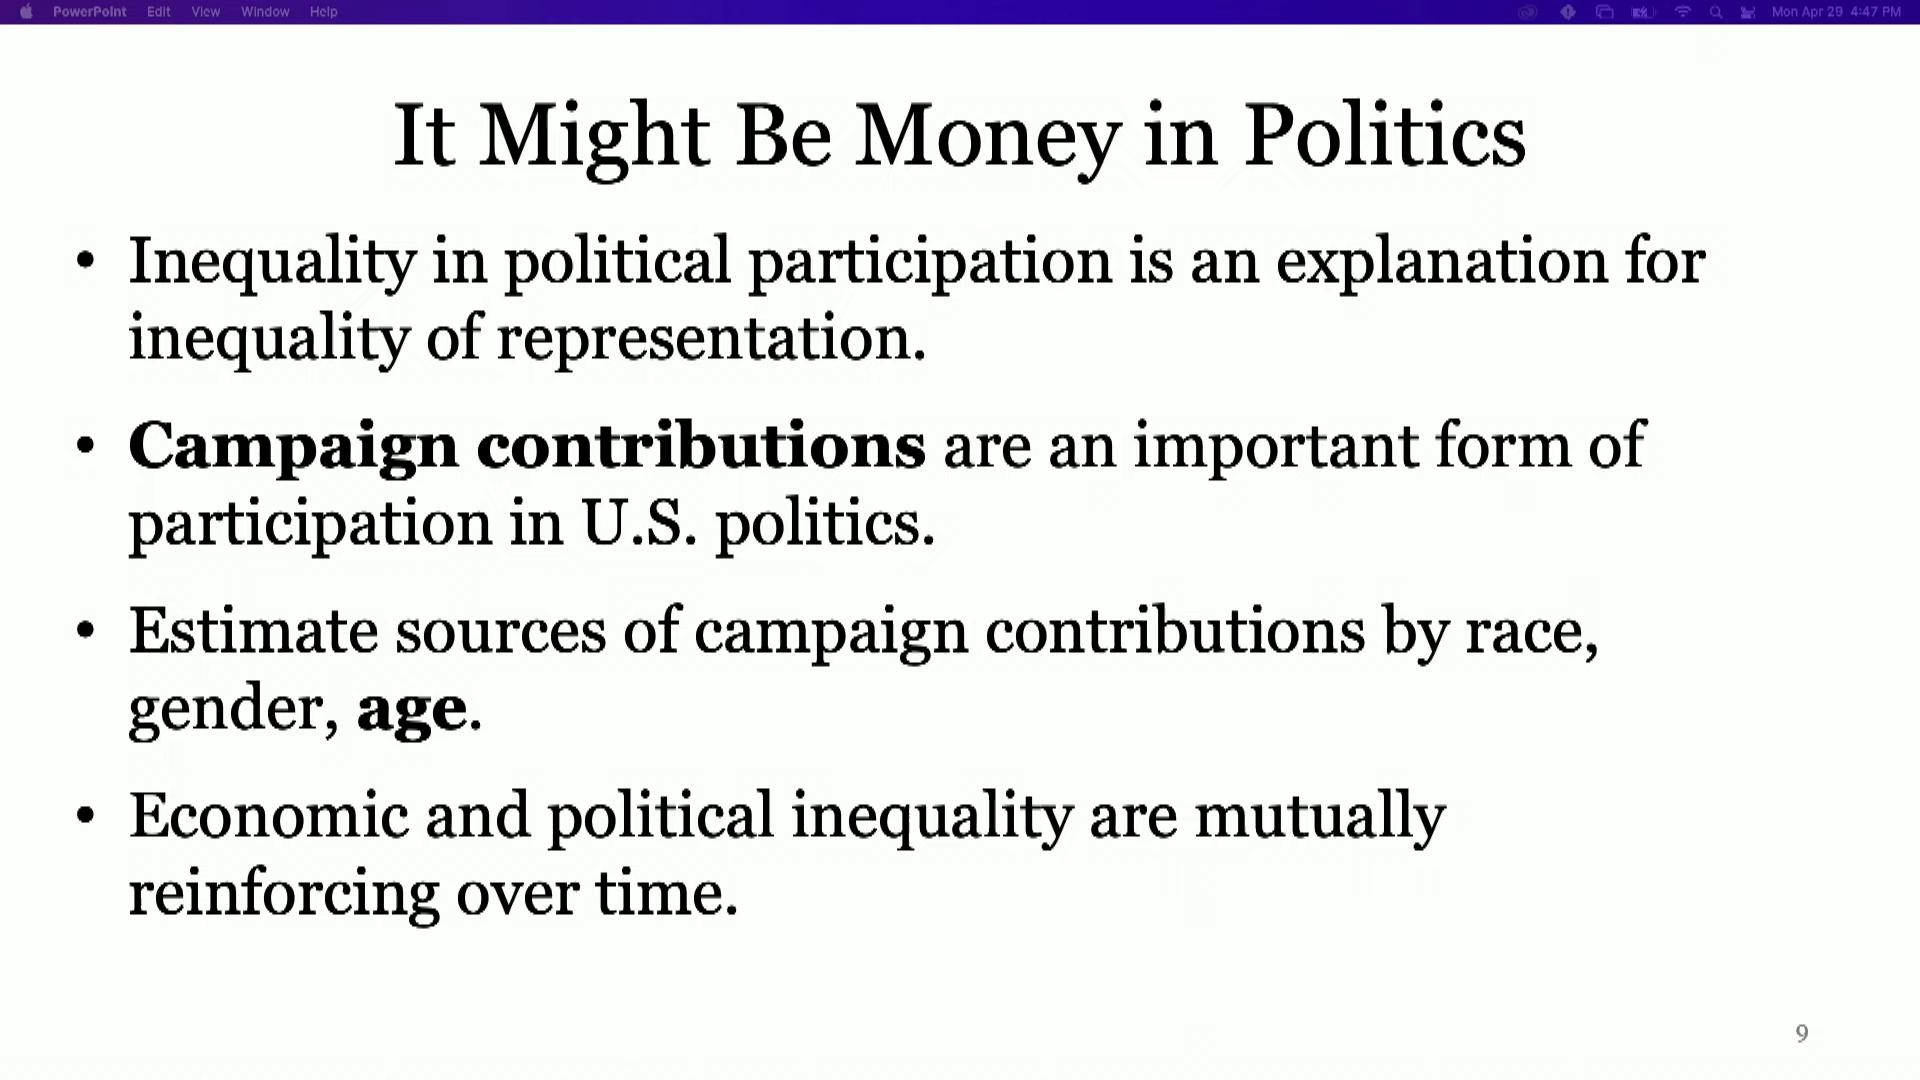 PowerPoint Edit View Window Help Mon Apr 29 4:47 PM
It Might Be Money in Politics
• Inequality in political participation is an explanation for
inequality of representation.
• Campaign contributions are an important form of
participation in U.S. politics.
• Estimate sources of campaign contributions by race,
gender, age.
• Economic and political inequality are mutually
reinforcing over time.
9